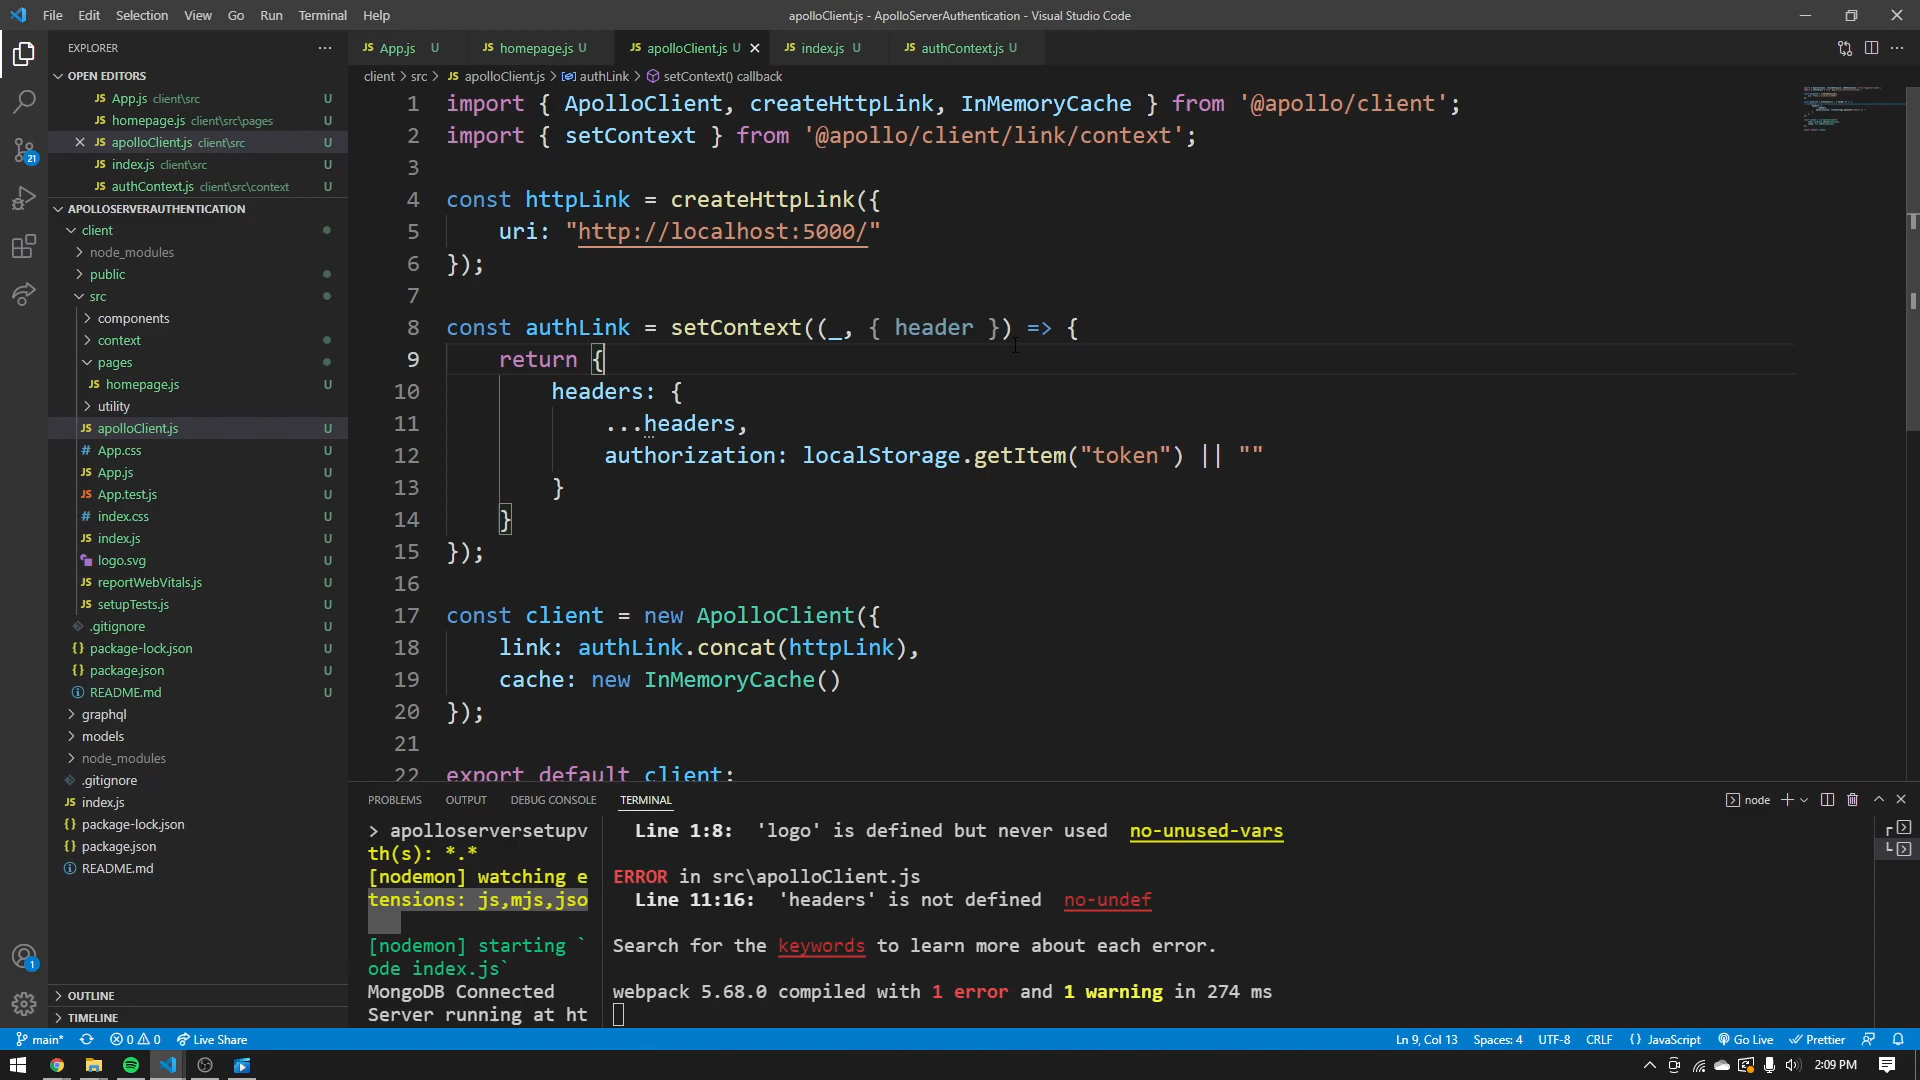 File Edit Selection View Go Run Terminal Help
apolloClient.js - ApolloServerAuthentication - Visual Studio Code
EXPLORER
OPEN EDITORS
App.js client\src U
homepage.js client\src\pages U
apolloClient.js client\src U
index.js client\src U
authContext.js client\src\context U
APOLLOSERVERAUTHENTICATION
client
node_modules
public
src
components
context
pages
homepage.js U
utility
apolloClient.js U
App.css U
App.js U
App.test.js U
index.css U
index.js U
logo.svg U
reportWebVitals.js U
setupTests.js U
.gitignore U
package-lock.json U
package.json U
README.md U
graphql
models
node_modules
.gitignore
index.js
package-lock.json
package.json
README.md
OUTLINE
TIMELINE
21
1
JS App.js U JS homepage.js U JS apolloClient.js U JS index.js U JS authContext.js U
client > src > JS apolloClient.js > authLink > setContext() callback
1 import { ApolloClient, createHttpLink, InMemoryCache } from '@apollo/client';
2 import { setContext } from '@apollo/client/link/context';
3
4 const httpLink = createHttpLink({
5 uri: "http://localhost:5000/"
6 });
7
8 const authLink = setContext((_, { header }) => {
9 return {
10 headers: {
11 ...headers,
12 authorization: localStorage.getItem("token") || ""
13 }
14 }
15 });
16
17 const client = new ApolloClient({
18 link: authLink.concat(httpLink),
19 cache: new InMemoryCache()
20 });
21
22 export default client;
PROBLEMS OUTPUT DEBUG CONSOLE TERMINAL
node
> apolloserversetupv
th(s): *.*
[nodemon] watching e
tensions: js,mjs,jso
[nodemon] starting `
ode index.js`
MongoDB Connected
Server running at ht
Line 1:8: 'logo' is defined but never used no-unused-vars
ERROR in src\apolloClient.js
Line 11:16: 'headers' is not defined no-undef
Search for the keywords to learn more about each error.
webpack 5.68.0 compiled with 1 error and 1 warning in 274 ms
main* 0 0 Live Share
Ln 9, Col 13 Spaces: 4 UTF-8 CRLF {} JavaScript Go Live Prettier
2:09 PM